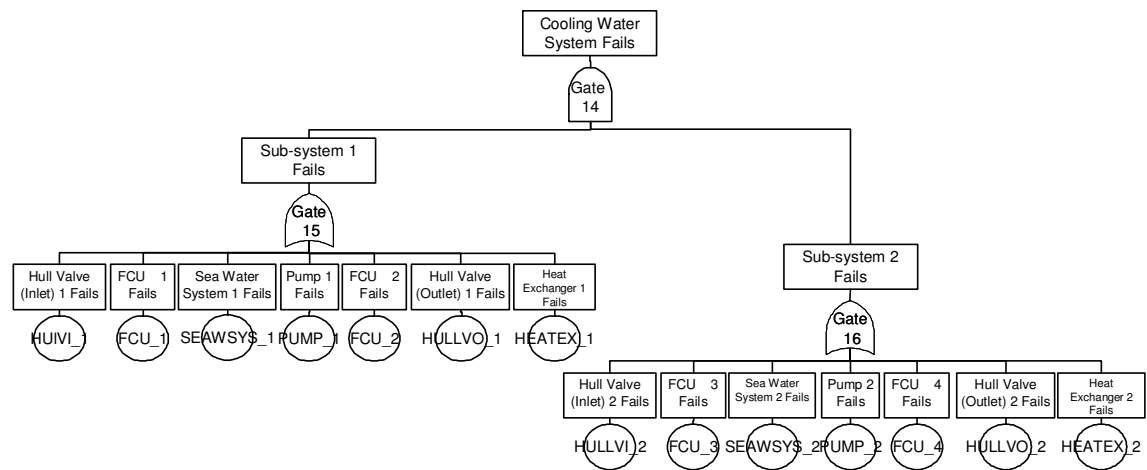 Cooling Water
System Fails
Gate
14
Sub-system 1
Fails
Gate
15
Hull Valve
(Inlet) 1 Fails
FCU 1
Fails
Sea Water
System 1 Fails
Pump 1
Fails
FCU 2
Fails
Hull Valve
(Outlet) 1 Fails
Heat
Exchanger 1
Fails
HUIVI_1
FCU_1
SEAWSYS_1
PUMP_1
FCU_2
HULLVO_1
HEATEX_1
Sub-system 2
Fails
Gate
16
Hull Valve
(Inlet) 2 Fails
FCU 3
Fails
Sea Water
System 2 Fails
Pump 2
Fails
FCU 4
Fails
Hull Valve
(Outlet) 2 Fails
Heat
Exchanger 2
Fails
HULLVI_2
FCU_3
SEAWSYS_2
PUMP_2
FCU_4
HULLVO_2
HEATEX_2